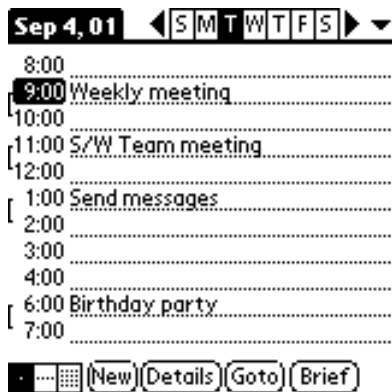 Sep 4, 01 S M T W T F S
8:00
9:00 Weekly meeting
10:00
11:00 S/W Team meeting
12:00
1:00 Send messages
2:00
3:00
4:00
6:00 Birthday party
7:00
New Details Goto Brief